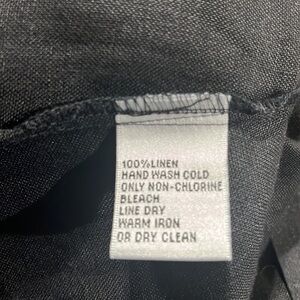 100%LINEN
HAND WASH COLD
ONLY NON-CHLORINE
BLEACH
LINE DRY
WARM IRON
OR DRY CLEAN